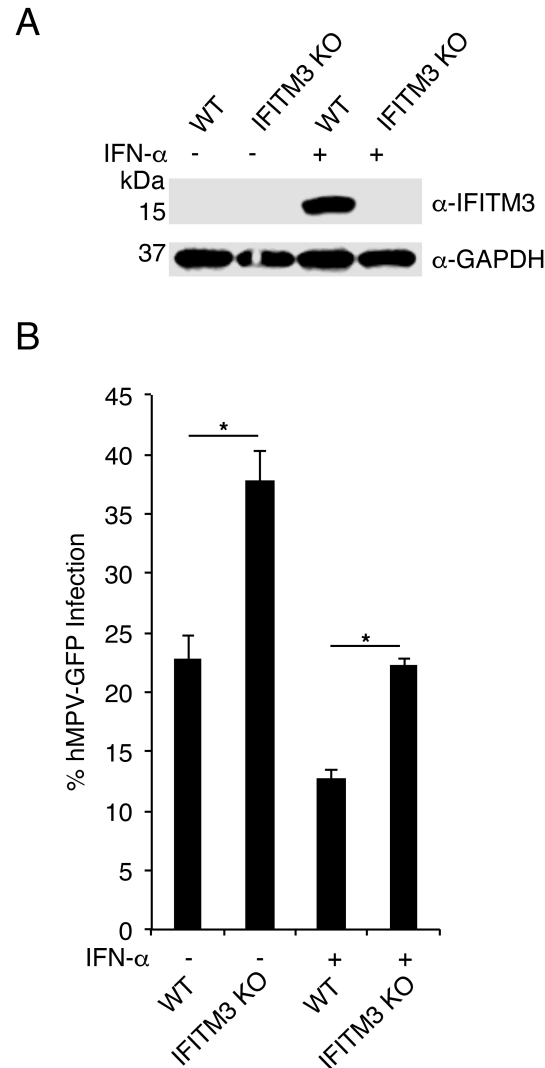 A
WT IFITM3 KO WT IFITM3 KO
IFN-α - - + +
kDa
15 α-IFITM3
37 α-GAPDH
B
% hMPV-GFP Infection
45
* 
40
35
30
25
*
20
15
10
5
0
IFN-α - - + +
WT IFITM3 KO WT IFITM3 KO